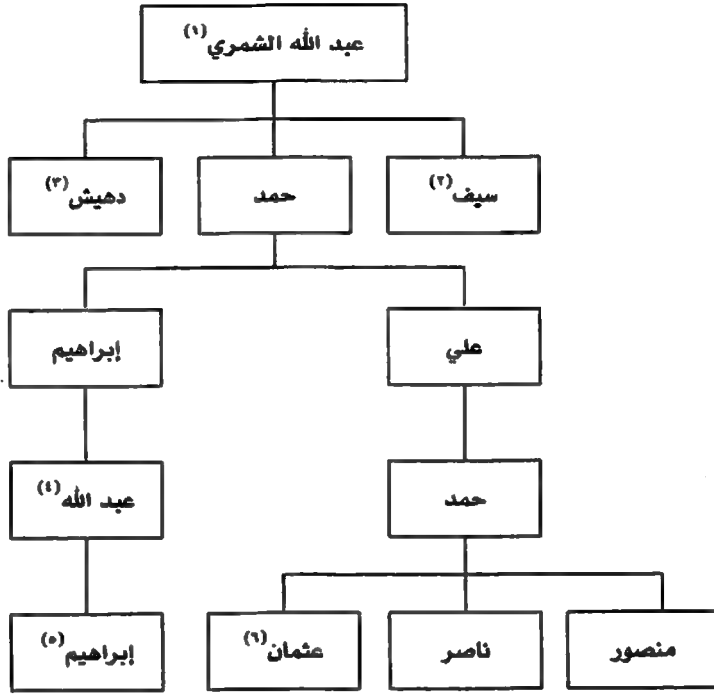 عبد الله الشمري(١)
سيف(٢)
حمد
دهيش(٣)
علي
إبراهيم
حمد
عبد الله(٤)
منصور
ناصر
عثمان(٦)
إبراهيم(٥)